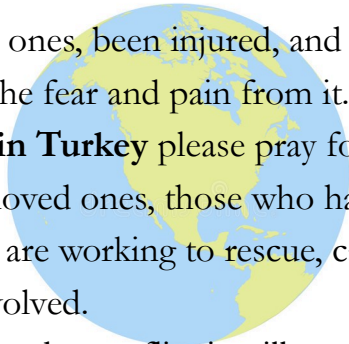 ones, been injured, and
he fear and pain from it.
in Turkey please pray fo
oved ones, those who ha
are working to rescue, c
volved.